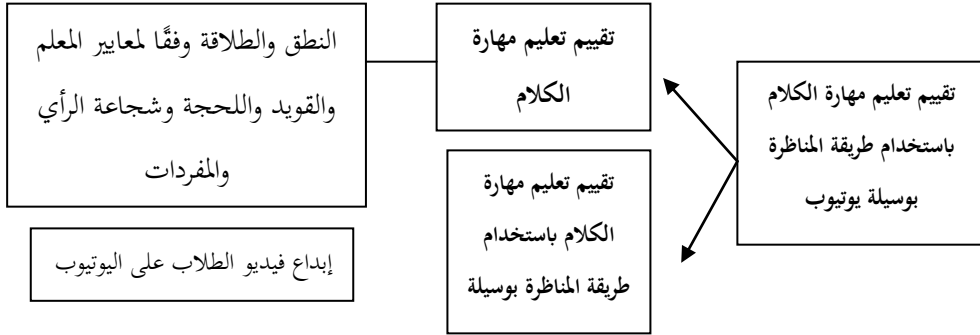 تقييم تعليم مهارة الكلام
باستخدام طريقة المناظرة
بوسيلة يوتيوب
تقييم تعليم مهارة
الكلام
النطق والطلاقة وفقًا لمعايير المعلم
والقويد واللحجة وشجاعة الرأي
والمفردات
تقييم تعليم مهارة
الكلام باستخدام
طريقة المناظرة بوسيلة
إبداع فيديو الطلاب على اليوتيوب